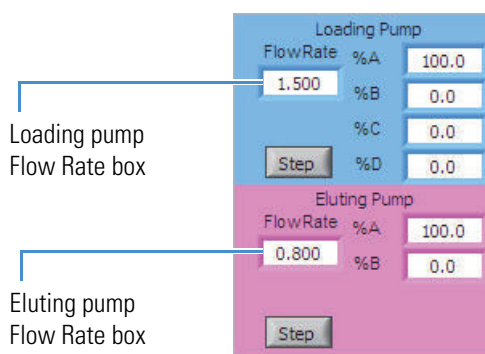 Loading Pump
FlowRate %A 100.0
1.500 %B 0.0
%C 0.0
Step %D 0.0
Loading pump
Flow Rate box
Eluting Pump
FlowRate %A 100.0
0.800 %B 0.0
Step
Eluting pump
Flow Rate box